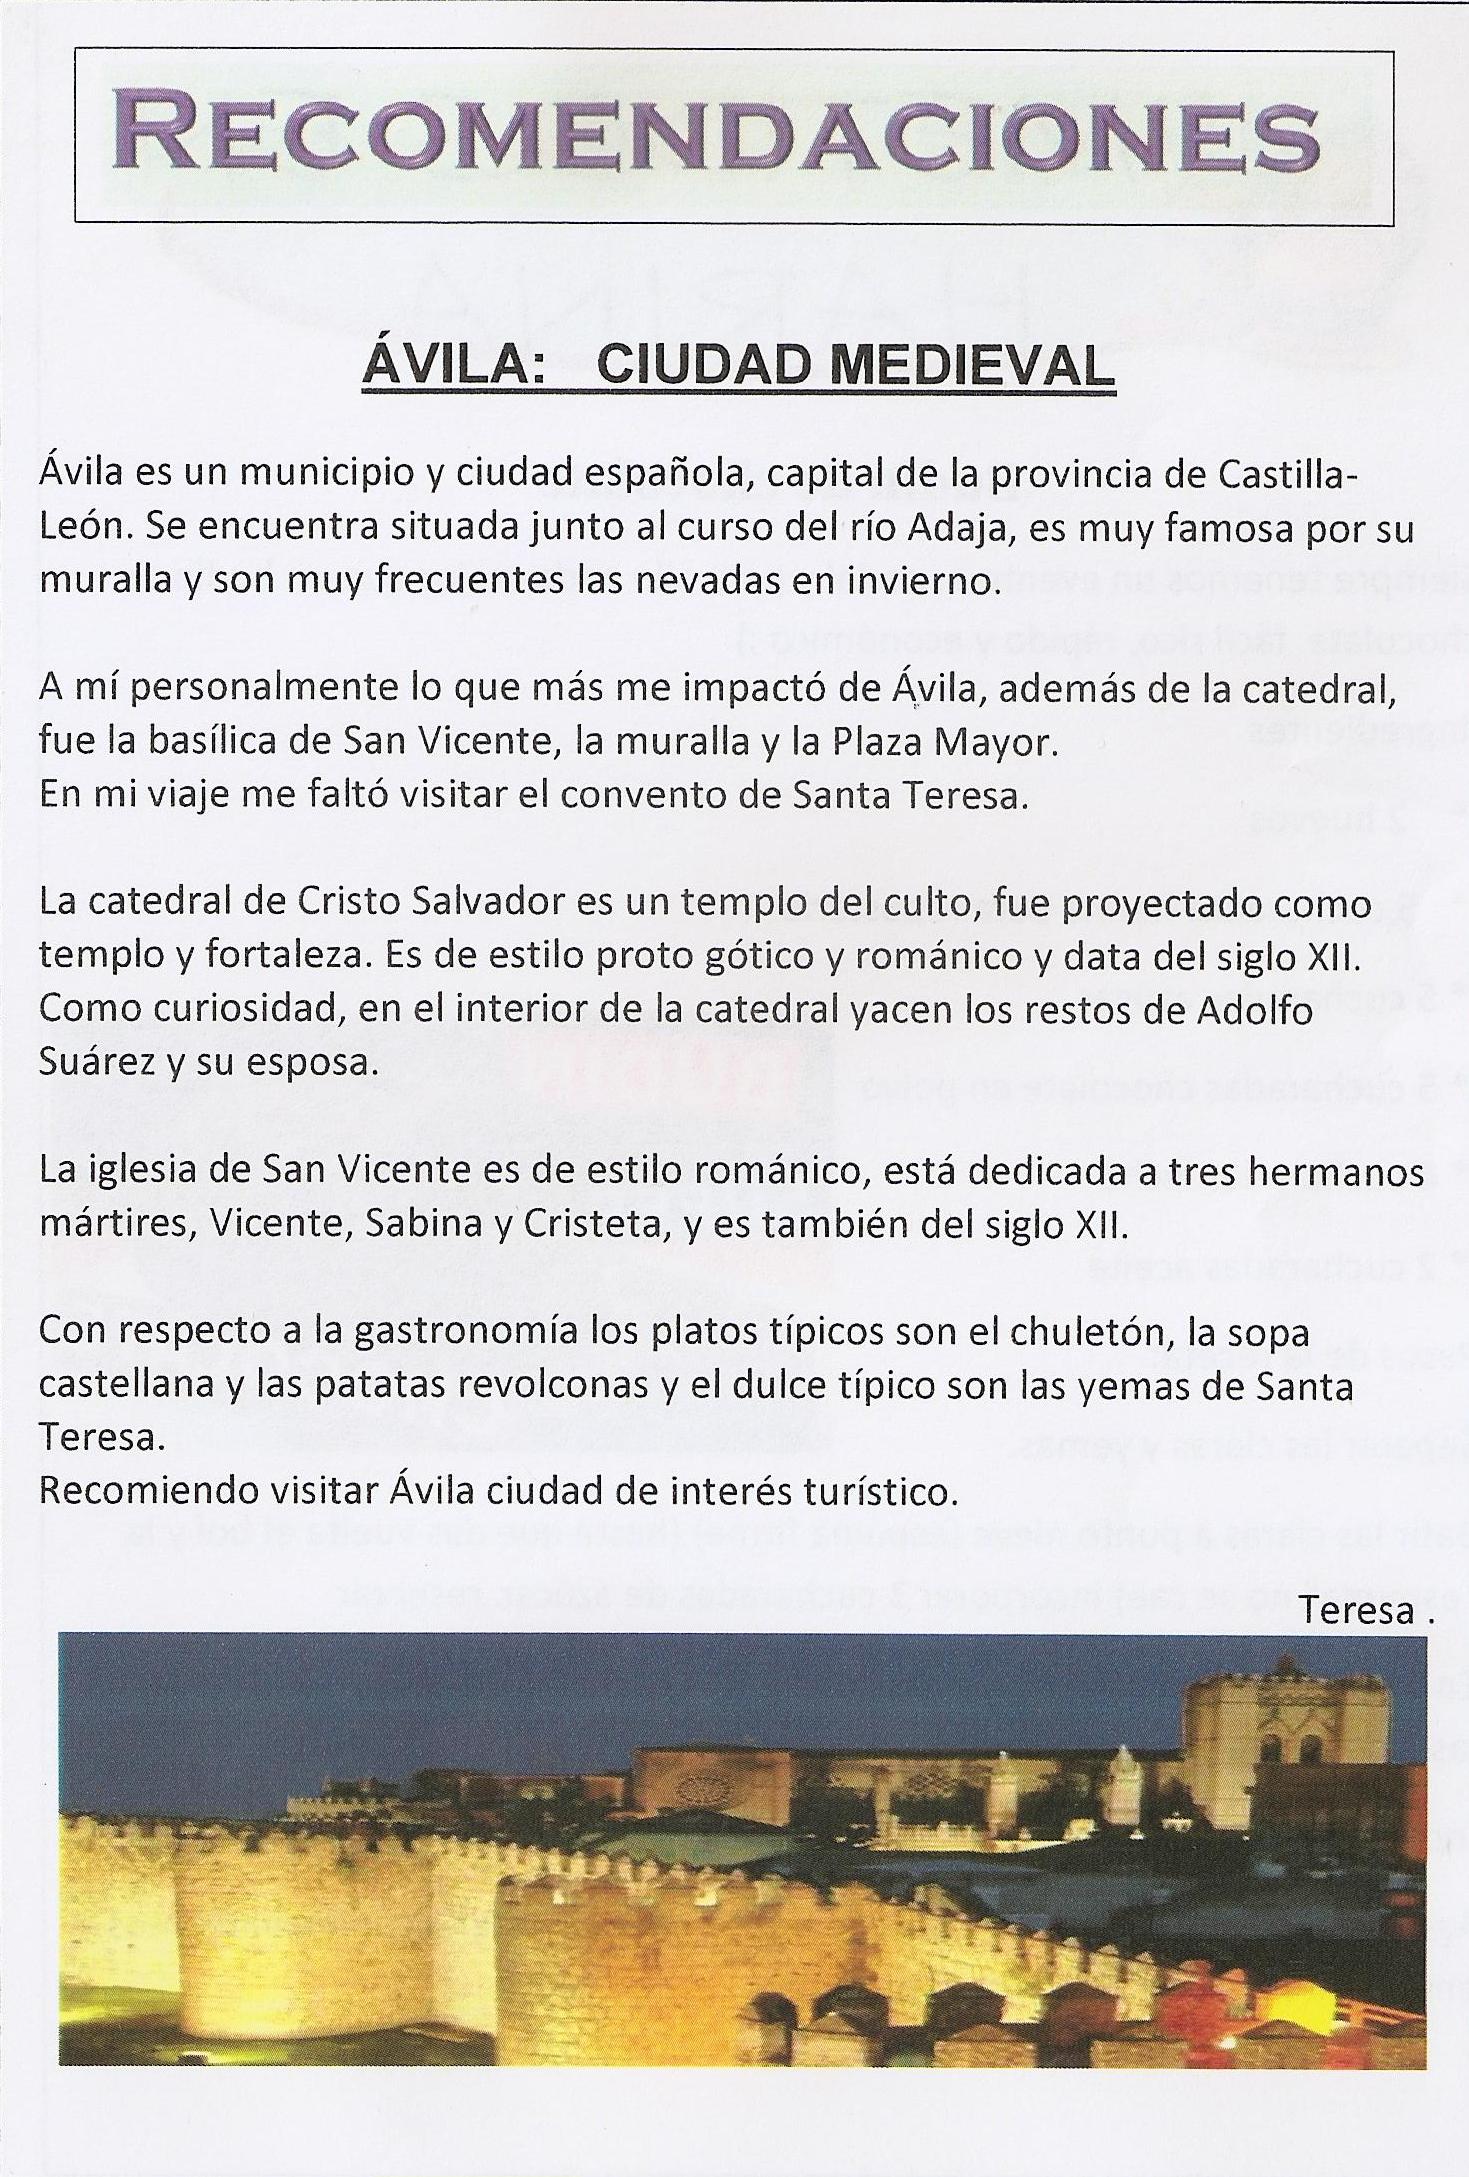 RECOMENDACIONES
ÁVILA: CIUDAD MEDIEVAL
Ávila es un municipio y ciudad española, capital de la provincia de Castilla-
León. Se encuentra situada junto al curso del río Adaja, es muy famosa por su
muralla y son muy frecuentes las nevadas en invierno.
A mí personalmente lo que más me impactó de Ávila, además de la catedral,
fue la basílica de San Vicente, la muralla y la Plaza Mayor.
En mi viaje me faltó visitar el convento de Santa Teresa.
La catedral de Cristo Salvador es un templo del culto, fue proyectado como
templo y fortaleza. Es de estilo proto gótico y románico y data del siglo XII.
Como curiosidad, en el interior de la catedral yacen los restos de Adolfo
Suárez y su esposa.
La iglesia de San Vicente es de estilo románico, está dedicada a tres hermanos
mártires, Vicente, Sabina y Cristeta, y es también del siglo XII.
Con respecto a la gastronomía los platos típicos son el chuletón, la sopa
castellana y las patatas revolconas y el dulce típico son las yemas de Santa
Teresa.
Recomiendo visitar Ávila ciudad de interés turístico.
Teresa .